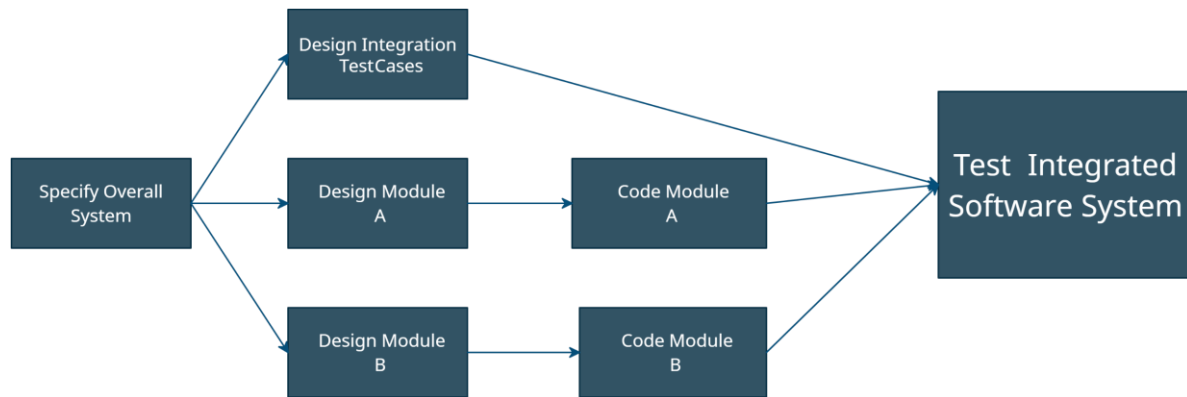 Design Integration
TestCases
Specify Overall
System
Design Module
A
Code Module
A
Test Integrated
Software System
Design Module
B
Code Module
B